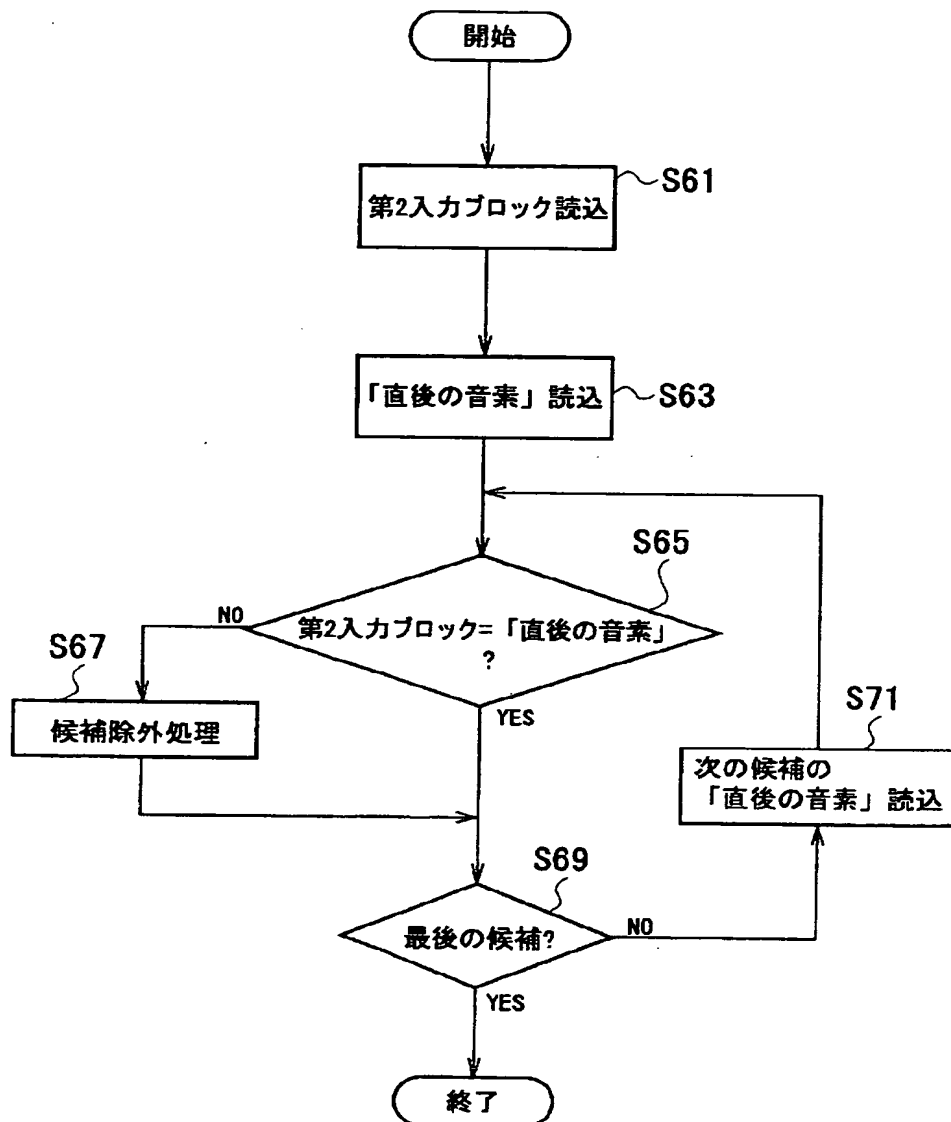 開始
第2入力ブロック読込
S61
「直後の音素」読込
S63
S65
第2入力ブロック=「直後の音素」
?
NO
YES
S67
候補除外処理
S71
次の候補の
「直後の音素」読込
S69
最後の候補?
NO
YES
終了